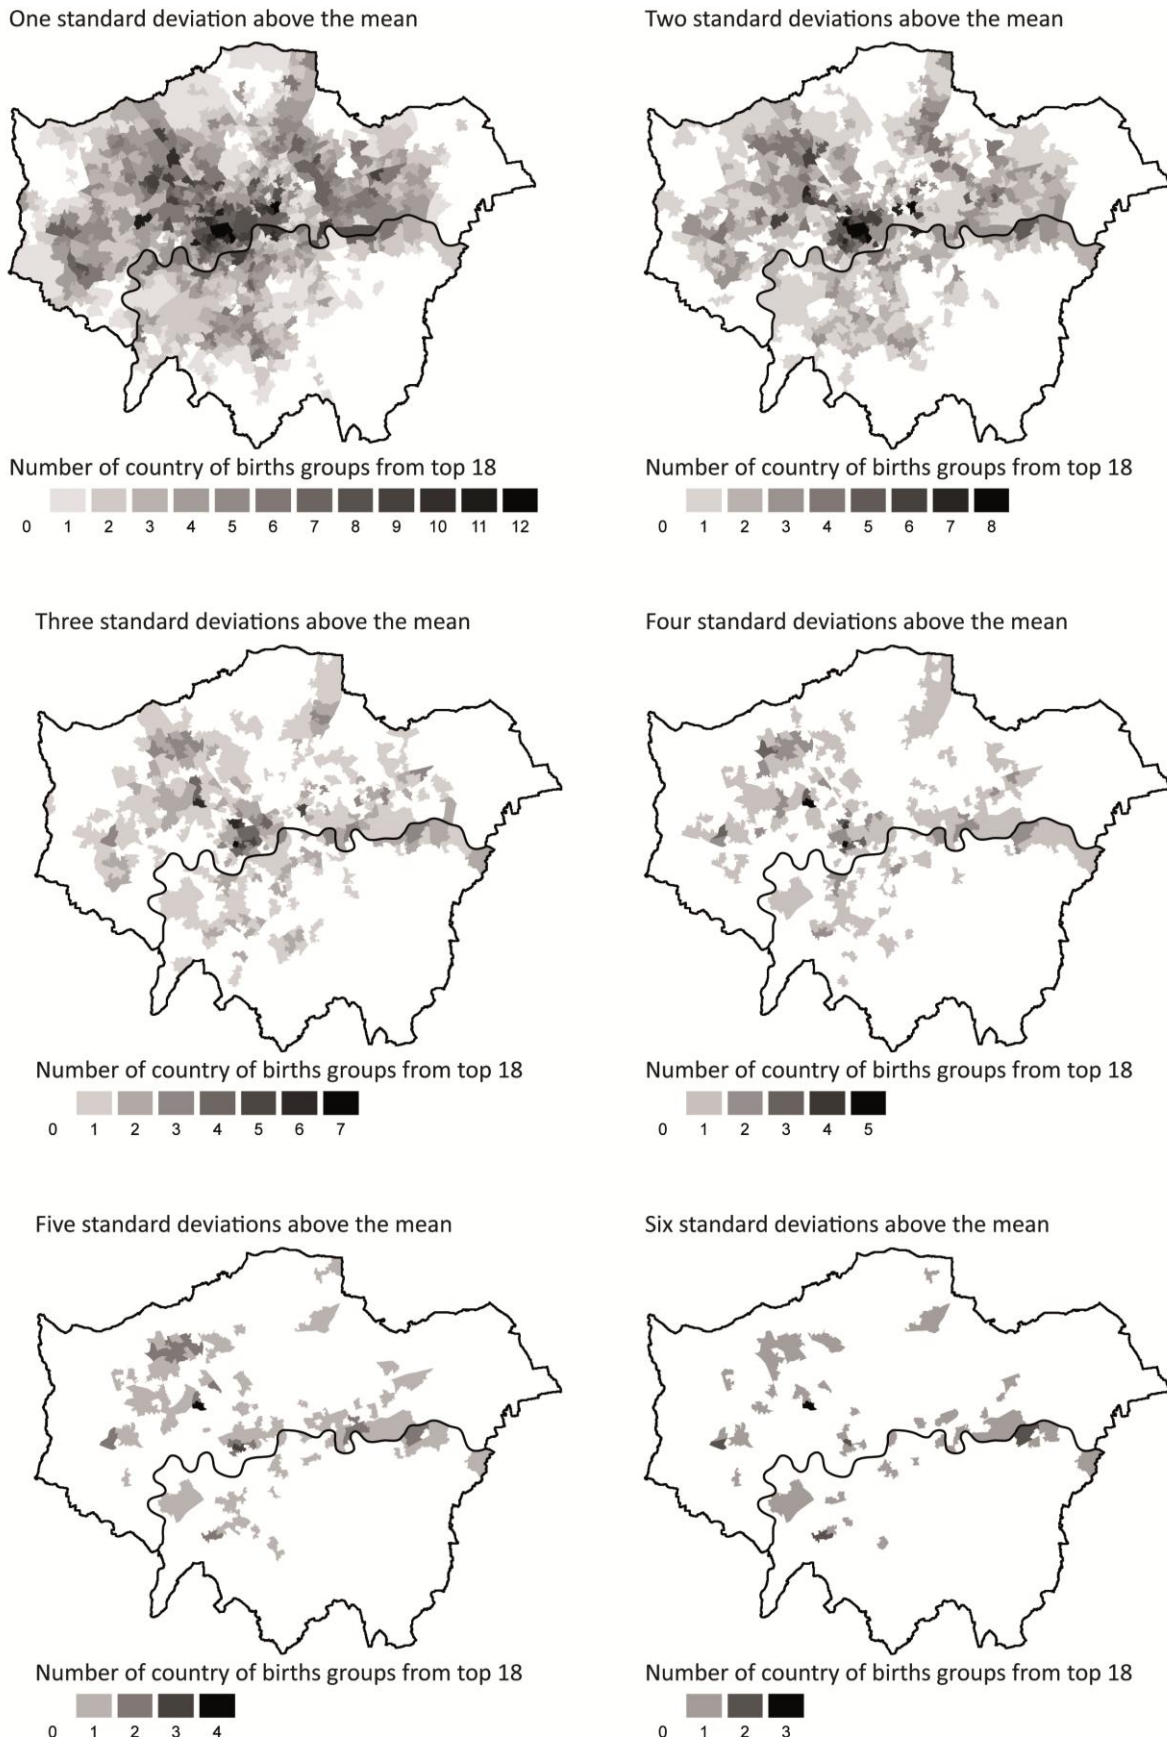 One standard deviation above the mean
Two standard deviations above the mean
Number of country of births groups from top 18
0 1 2 3 4 5 6 7 8 9 10 11 12
Number of country of births groups from top 18
0 1 2 3 4 5 6 7 8
Three standard deviations above the mean
Four standard deviations above the mean
Number of country of births groups from top 18
0 1 2 3 4 5 6 7
Number of country of births groups from top 18
0 1 2 3 4 5
Five standard deviations above the mean
Six standard deviations above the mean
Number of country of births groups from top 18
0 1 2 3 4
Number of country of births groups from top 18
0 1 2 3